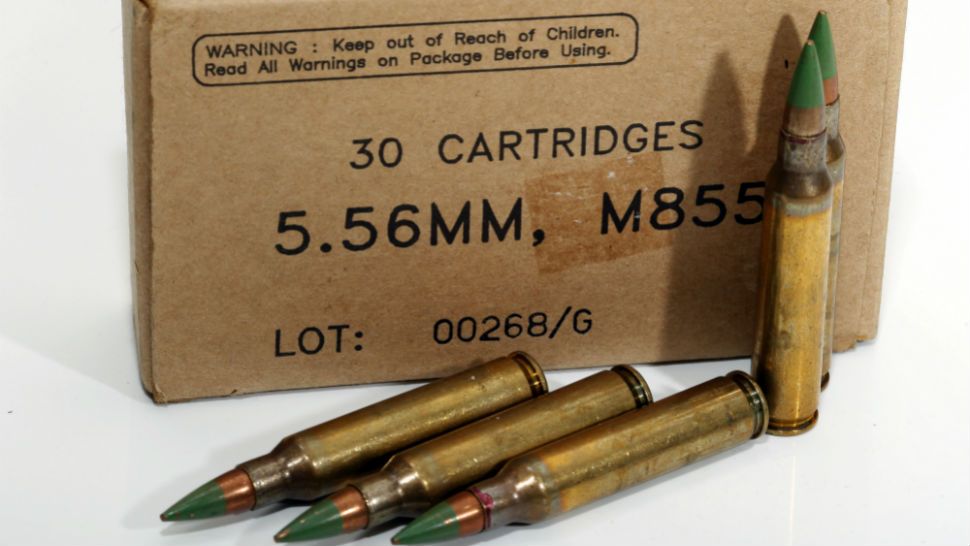 WARNING : Keep out of Reach of Children.
Read All Warnings on Package Before Using.
30 CARTRIDGES
5.56MM, M855
LOT: 00268/G